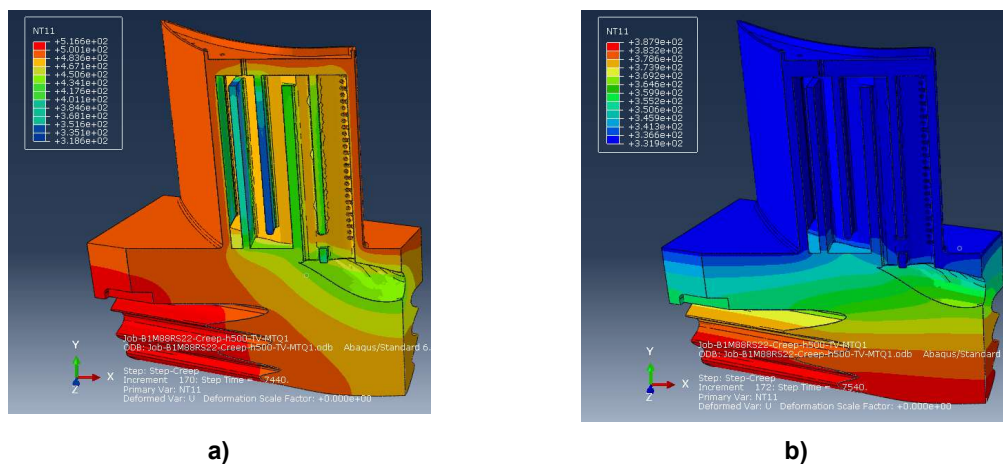 NT11
+5.166e+02
+5.001e+02
+4.836e+02
+4.671e+02
+4.506e+02
+4.341e+02
+4.176e+02
+4.011e+02
+3.846e+02
+3.681e+02
+3.516e+02
+3.351e+02
+3.186e+02
Job-B1M88RS22-Creep-h500-TV-MTQ1
ODB: Job-B1M88RS22-Creep-h500-TV-MTQ1.odb Abaqus/Standard 6.
Step: Step-Creep
Increment 170: Step Time = 7440.
Primary Var: NT11
Deformed Var: U Deformation Scale Factor: +0.000e+00
Y
X
Z
a)
NT11
+3.879e+02
+3.832e+02
+3.786e+02
+3.739e+02
+3.692e+02
+3.646e+02
+3.599e+02
+3.552e+02
+3.506e+02
+3.459e+02
+3.413e+02
+3.366e+02
+3.319e+02
Job-B1M88RS22-Creep-h500-TV-MTQ1
ODB: Job-B1M88RS22-Creep-h500-TV-MTQ1.odb Abaqus/Standard
Step: Step-Creep
Increment 172: Step Time = 7540.
Primary Var: NT11
Deformed Var: U Deformation Scale Factor: +0.000e+00
Y
X
Z
b)